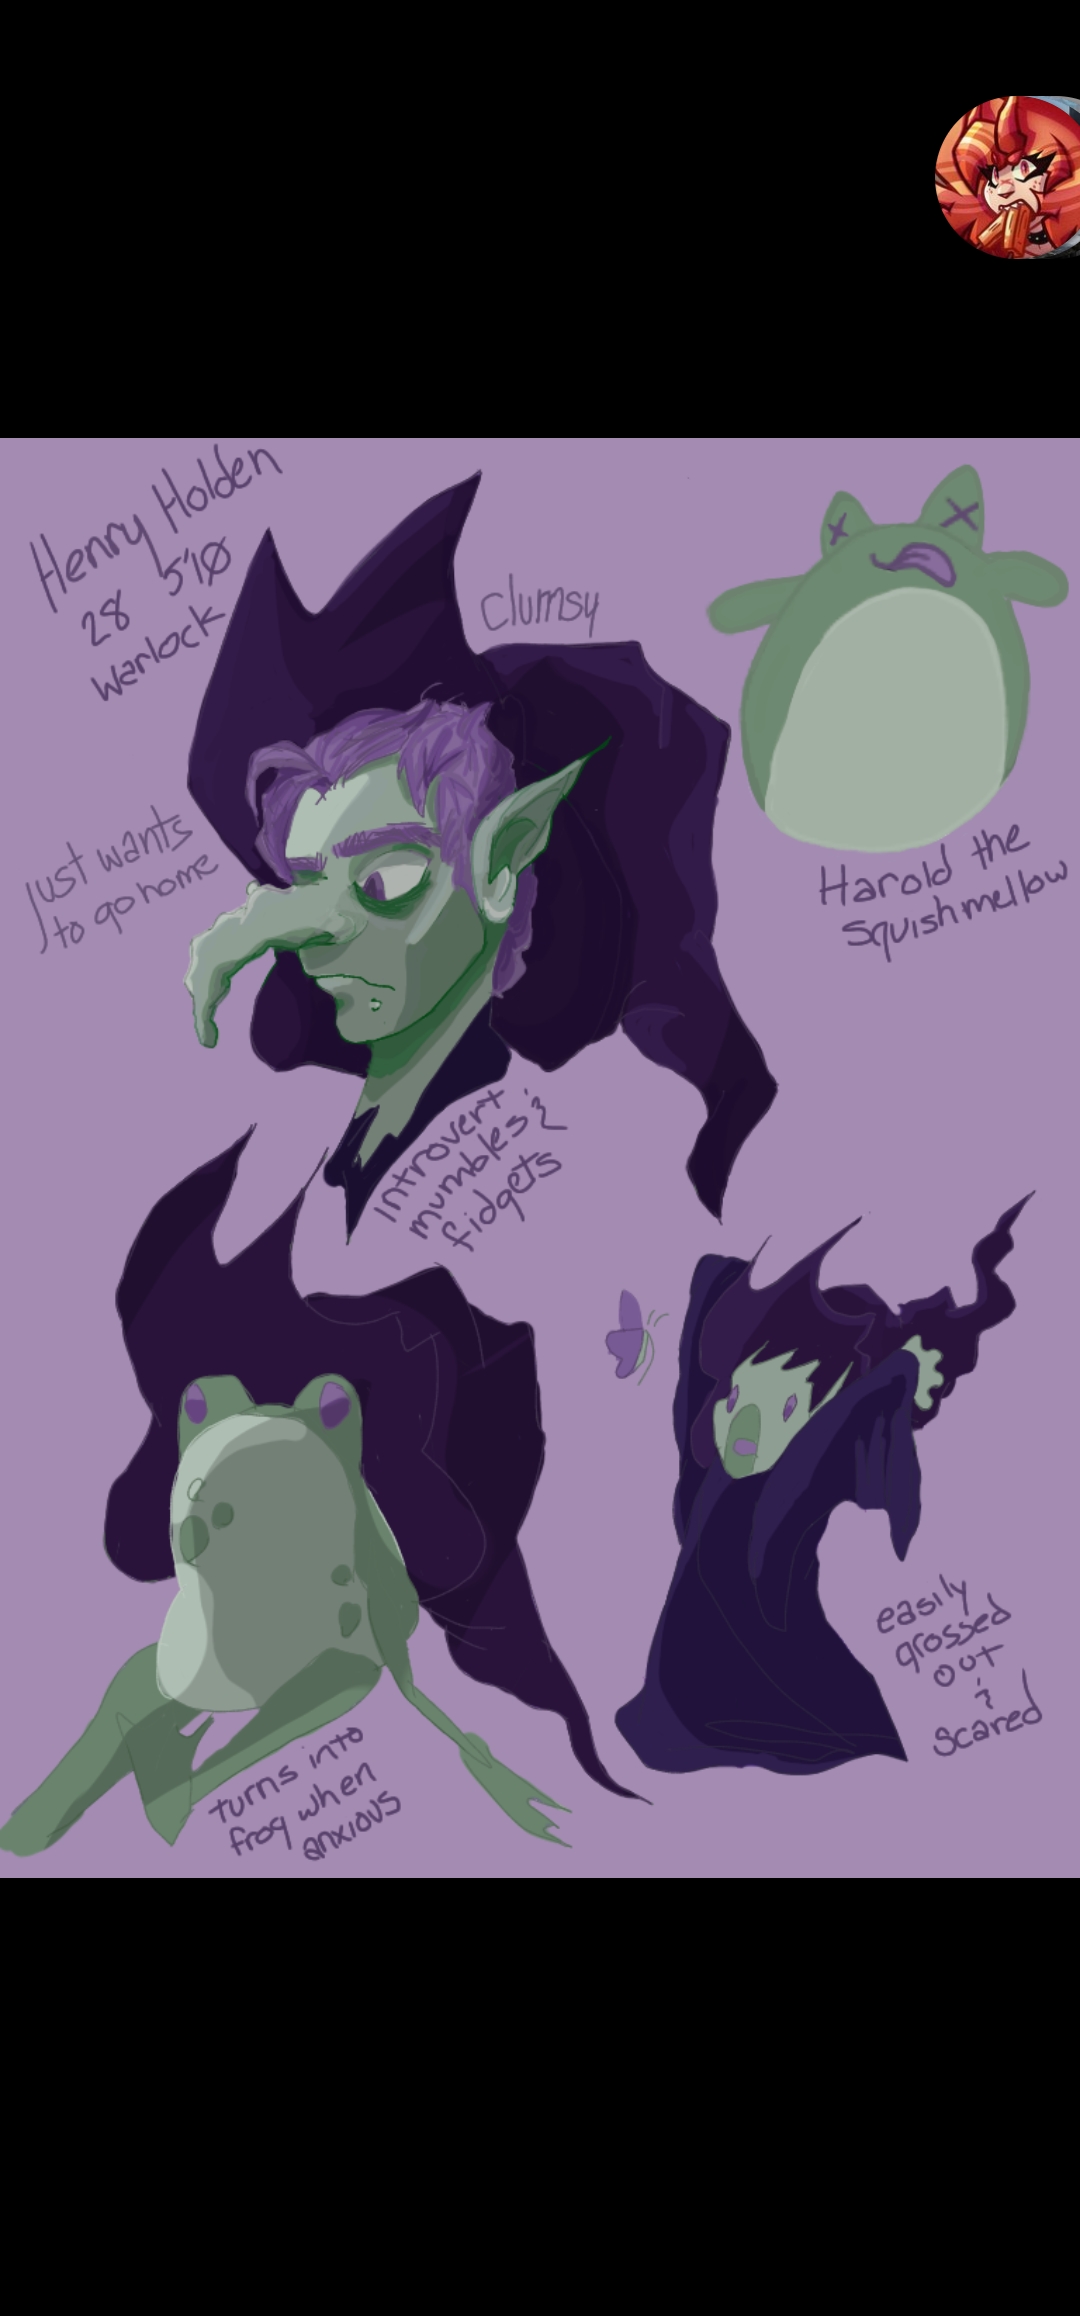 Henry Holden
28 5'10
warlock
clumsy
just wants
to go home
Harold the
squishmellow
introvert
mumbles &
fidgets
turns into
frog when
anxious
easily
grossed
out
&
scared